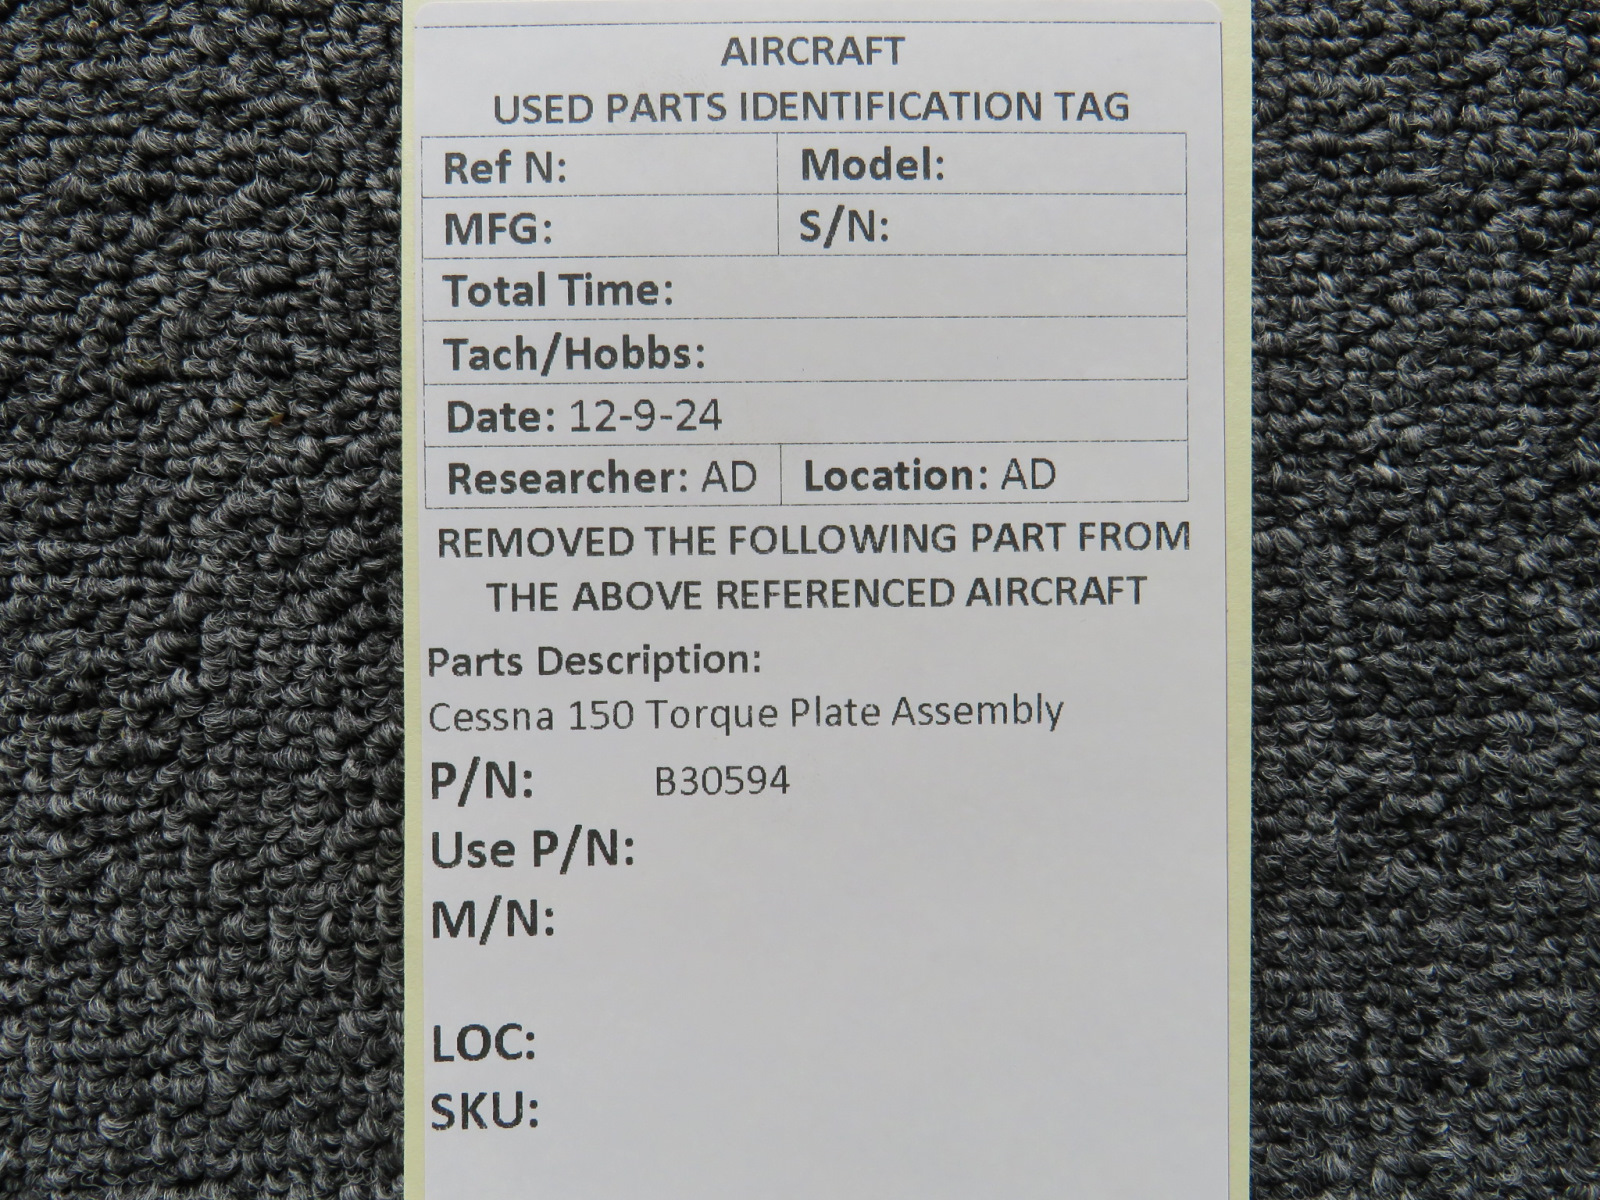 AIRCRAFT
USED PARTS IDENTIFICATION TAG
Ref N: Model:
MFG: S/N:
Total Time:
Tach/Hobbs:
Date: 12-9-24
Researcher: AD Location: AD
REMOVED THE FOLLOWING PART FROM
THE ABOVE REFERENCED AIRCRAFT
Parts Description:
Cessna 150 Torque Plate Assembly
P/N: B30594
Use P/N:
M/N:
LOC:
SKU: